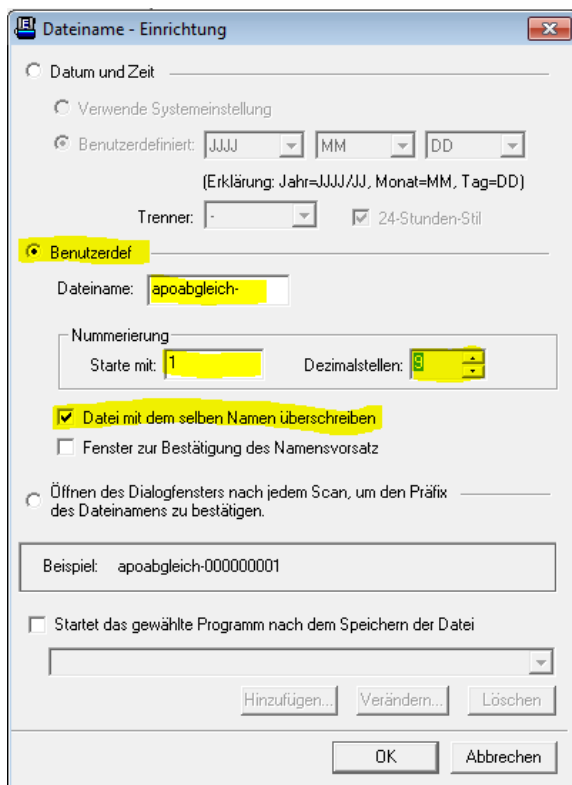 Dateiname - Einrichtung
Datum und Zeit
Verwende Systemeinstellung
Benutzerdefiniert: JJJJ MM DD
(Erklärung: Jahr=JJJJ/JJ, Monat=MM, Tag=DD)
Trenner: - 24-Stunden-Stil
Benutzerdef
Dateiname: apoabgleich-
Nummerierung
Starte mit: 1 Dezimalstellen: 9
Datei mit dem selben Namen überschreiben
Fenster zur Bestätigung des Namensvorsatz
Öffnen des Dialogfensters nach jedem Scan, um den Präfix
des Dateinamens zu bestätigen.
Beispiel: apoabgleich-000000001
Startet das gewählte Programm nach dem Speichern der Datei
Hinzufügen... Verändern... Löschen
OK Abbrechen